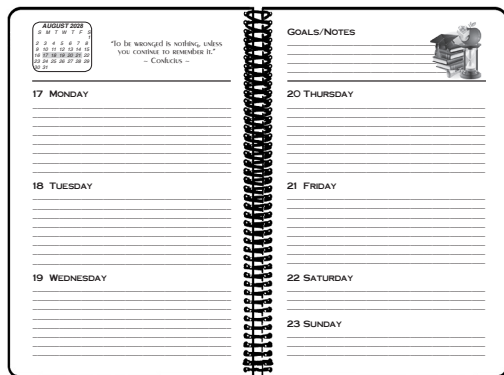 AUGUST 2028
S M T W T F S
1
2 3 4 5 6 7 8
9 10 11 12 13 14 15
16 17 18 19 20 21 22
23 24 25 26 27 28 29
30 31
"To be wronged is nothing, unless
you continue to remember it."
– Confucius –
17 MONDAY
18 TUESDAY
19 WEDNESDAY
GOALS/NOTES
20 THURSDAY
21 FRIDAY
22 SATURDAY
23 SUNDAY